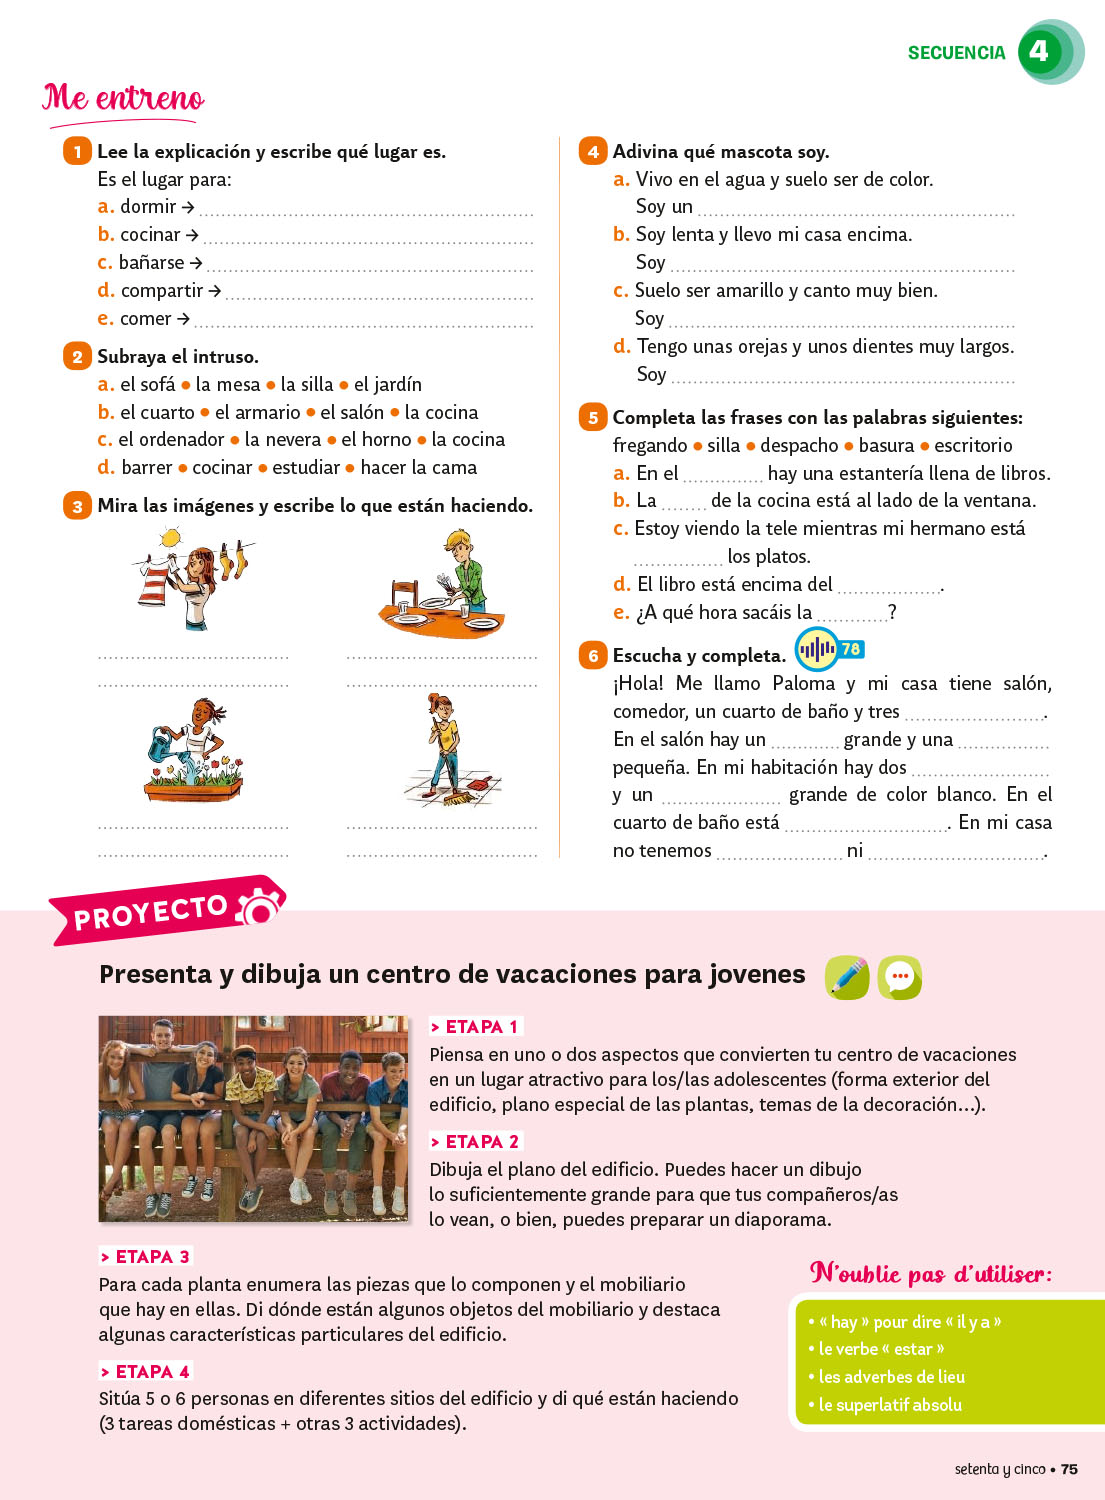 SECUENCIA 4
Me entreno
1 Lee la explicación y escribe qué lugar es.
Es el lugar para:
a. dormir →
b. cocinar →
c. bañarse →
d. compartir →
e. comer →
2 Subraya el intruso.
a. el sofá • la mesa • la silla • el jardín
b. el cuarto • el armario • el salón • la cocina
c. el ordenador • la nevera • el horno • la cocina
d. barrer • cocinar • estudiar • hacer la cama
3 Mira las imágenes y escribe lo que están haciendo.
4 Adivina qué mascota soy.
a. Vivo en el agua y suelo ser de color.
Soy un
b. Soy lenta y llevo mi casa encima.
Soy
c. Suelo ser amarillo y canto muy bien.
Soy
d. Tengo unas orejas y unos dientes muy largos.
Soy
5 Completa las frases con las palabras siguientes:
fregando • silla • despacho • basura • escritorio
a. En el ............... hay una estantería llena de libros.
b. La ........ de la cocina está al lado de la ventana.
c. Estoy viendo la tele mientras mi hermano está
................ los platos.
d. El libro está encima del ...................
e. ¿A qué hora sacáis la .............?
6 Escucha y completa. 78
¡Hola! Me llamo Paloma y mi casa tiene salón,
comedor, un cuarto de baño y tres ..........................
En el salón hay un ............. grande y una .................
pequeña. En mi habitación hay dos .........................
y un ...................... grande de color blanco. En el
cuarto de baño está .............................. En mi casa
no tenemos ....................... ni .................................
PROYECTO
Presenta y dibuja un centro de vacaciones para jovenes
> ETAPA 1
Piensa en uno o dos aspectos que convierten tu centro de vacaciones
en un lugar atractivo para los/las adolescentes (forma exterior del
edificio, plano especial de las plantas, temas de la decoración...).
> ETAPA 2
Dibuja el plano del edificio. Puedes hacer un dibujo
lo suficientemente grande para que tus compañeros/as
lo vean, o bien, puedes preparar un diaporama.
> ETAPA 3
Para cada planta enumera las piezas que lo componen y el mobiliario
que hay en ellas. Di dónde están algunos objetos del mobiliario y destaca
algunas características particulares del edificio.
> ETAPA 4
Sitúa 5 o 6 personas en diferentes sitios del edificio y di qué están haciendo
(3 tareas domésticas + otras 3 actividades).
N'oublie pas d'utiliser:
• « hay » pour dire « il y a »
• le verbe « estar »
• les adverbes de lieu
• le superlatif absolu
setenta y cinco • 75